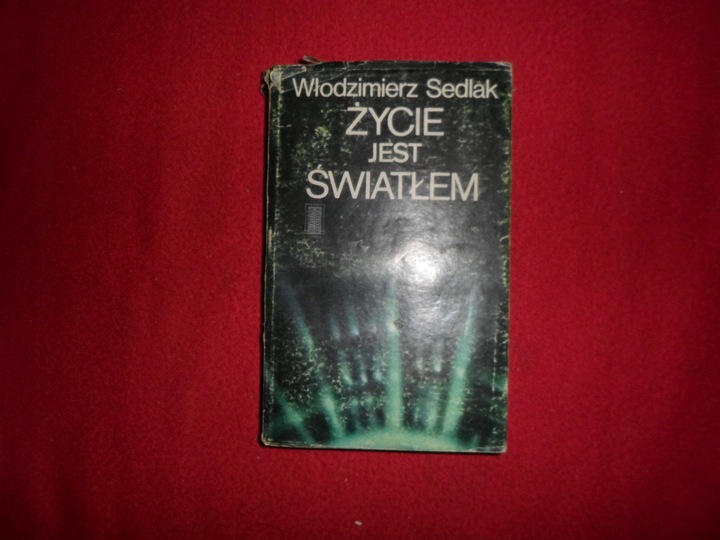 Włodzimierz Sedlak
ŻYCIE
JEST
ŚWIATŁEM